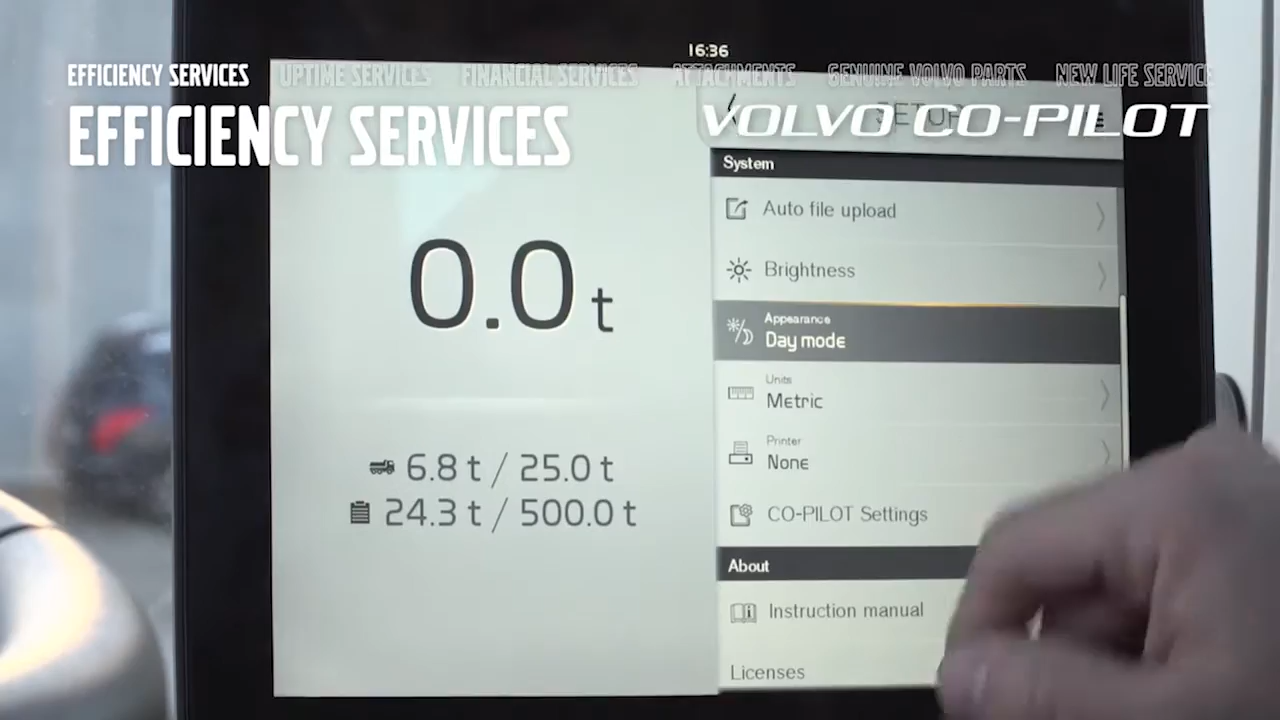 16:36
EFFICIENCY SERVICES UPTIME SERVICES FINANCIAL SERVICES ATTACHMENTS GENUINE VOLVO PARTS NEW LIFE SERVICE
EFFICIENCY SERVICES
VOLVO CO-PILOT
SETUP
System
Auto file upload
Brightness
Appearance
Day mode
Units
Metric
Printer
None
CO-PILOT Settings
About
Instruction manual
Licenses
0.0 t
6.8 t / 25.0 t
24.3 t / 500.0 t